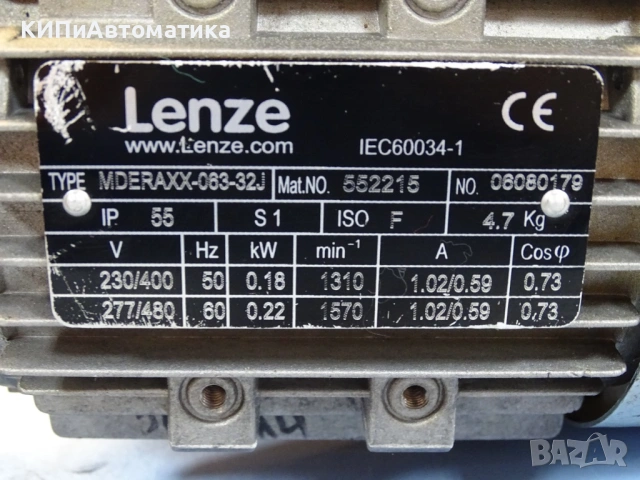 КИПиАвтоматика
Lenze
CE
www.Lenze.com IEC60034-1
TYPE MDERAXX-063-32J Mat.NO. 552215 NO. 06080179
IP 55 S1 ISO F 4.7 Kg
V Hz kW min⁻¹ A Cosφ
230/400 50 0.18 1310 1.02/0.59 0.73
277/480 60 0.22 1570 1.02/0.59 0.73
BAZAR